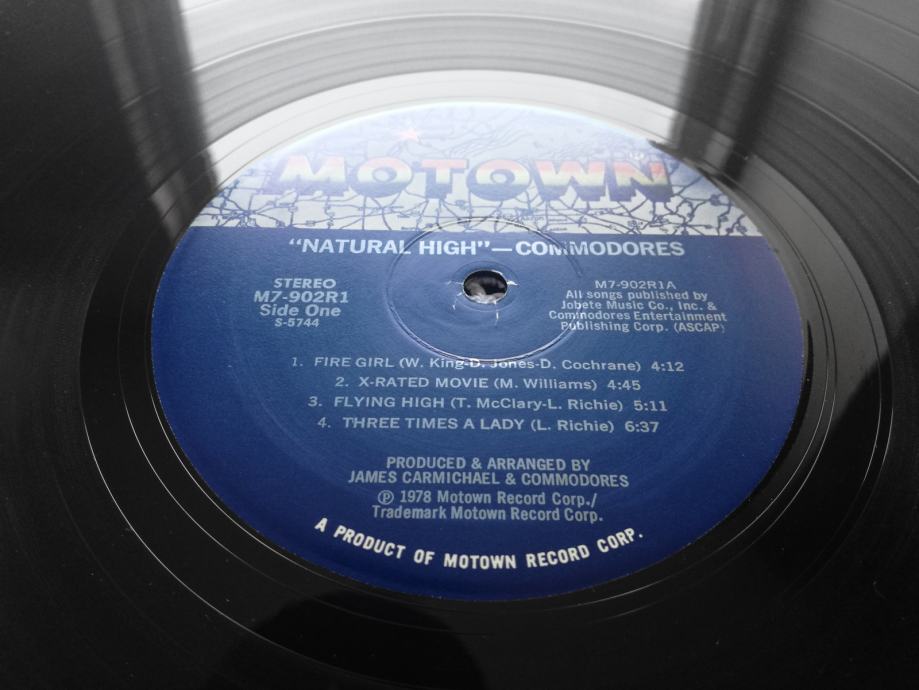 MOTOWN
"NATURAL HIGH"—COMMODORES
STEREO
M7-902R1
Side One
S-5744
M7-902R1A
All songs published by
Jobete Music Co., Inc. &
Commodores Entertainment
Publishing Corp. (ASCAP)
1. FIRE GIRL (W. King-D. Jones-D. Cochrane) 4:12
2. X-RATED MOVIE (M. Williams) 4:45
3. FLYING HIGH (T. McClary-L. Richie) 5:11
4. THREE TIMES A LADY (L. Richie) 6:37
PRODUCED & ARRANGED BY
JAMES CARMICHAEL & COMMODORES
℗ 1978 Motown Record Corp./
Trademark Motown Record Corp.
A PRODUCT OF MOTOWN RECORD CORP.